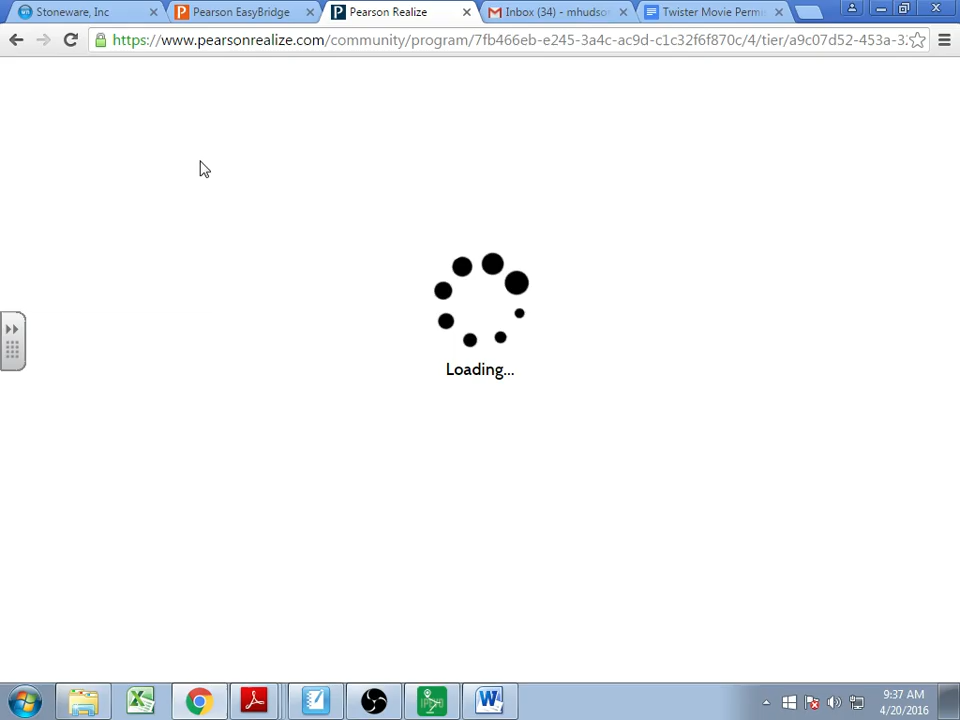 Stoneware, Inc
Pearson EasyBridge
Pearson Realize
Inbox (34) - mhudso
Twister Movie Perm
https://www.pearsonrealize.com/community/program/7fb466eb-e245-3a4c-ac9d-c1c32f6f870c/4/tier/a9c07d52-453a-3
Loading...
9:37 AM
4/20/2016